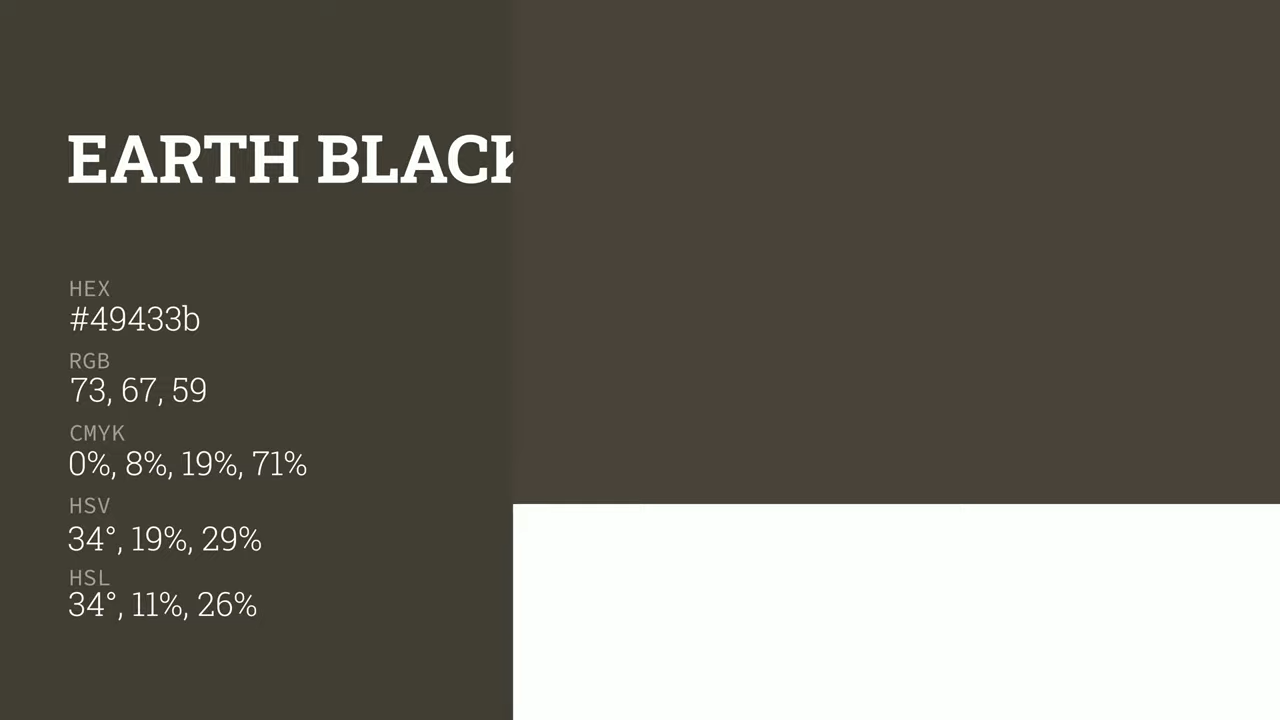 EARTH BLACK
HEX
#49433b
RGB
73, 67, 59
CMYK
0%, 8%, 19%, 71%
HSV
34°, 19%, 29%
HSL
34°, 11%, 26%